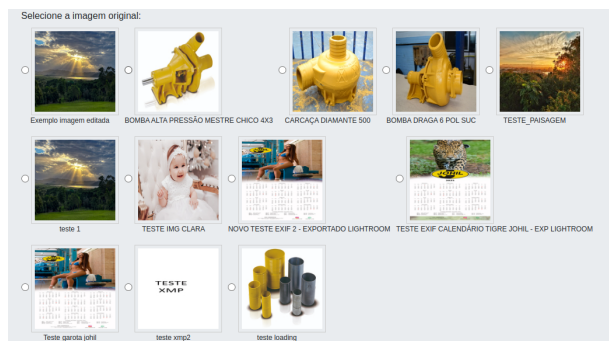 Selecione a imagem original:
Exemplo imagem editada
BOMBA ALTA PRESSÃO MESTRE CHICO 4X3
CARCAÇA DIAMANTE 500
BOMBA DRAGA 6 POL SUC
TESTE_PAISAGEM
JOHIL
teste 1
TESTE IMG CLARA
NOVO TESTE EXIF 2 - EXPORTADO LIGHTROOM
TESTE EXIF CALENDÁRIO TIGRE JOHIL - EXP LIGHTROOM
TESTE
XMP
Teste garota johil
teste xmp2
teste loading